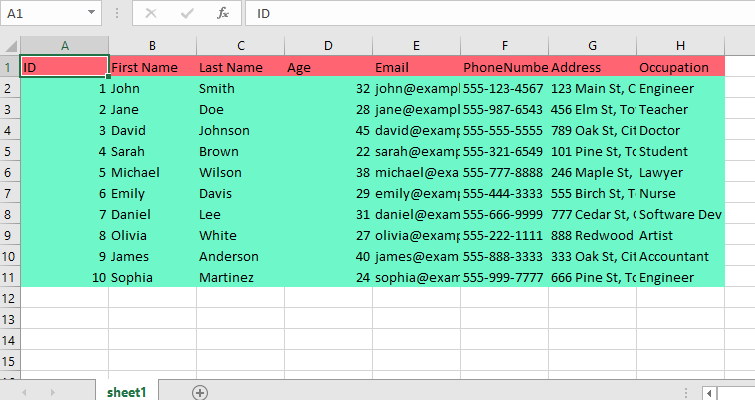 A1 fx ID
A B C D E F G H
1 ID First Name Last Name Age Email PhoneNumbe Address Occupation
2 1 John Smith 32 john@exampl 555-123-4567 123 Main St, C Engineer
3 2 Jane Doe 28 jane@exampl 555-987-6543 456 Elm St, To Teacher
4 3 David Johnson 45 david@examp 555-555-5555 789 Oak St, Cit Doctor
5 4 Sarah Brown 22 sarah@examp 555-321-6549 101 Pine St, To Student
6 5 Michael Wilson 38 michael@exa 555-777-8888 246 Maple St, Lawyer
7 6 Emily Davis 29 emily@examp 555-444-3333 555 Birch St, T Nurse
8 7 Daniel Lee 31 daniel@exam 555-666-9999 777 Cedar St, Software Dev
9 8 Olivia White 27 olivia@exam 555-222-1111 888 Redwood Artist
10 9 James Anderson 40 james@exam 555-888-3333 333 Oak St, Cit Accountant
11 10 Sophia Martinez 24 sophia@exam 555-999-7777 666 Pine St, To Engineer
12
13
14
15
sheet1